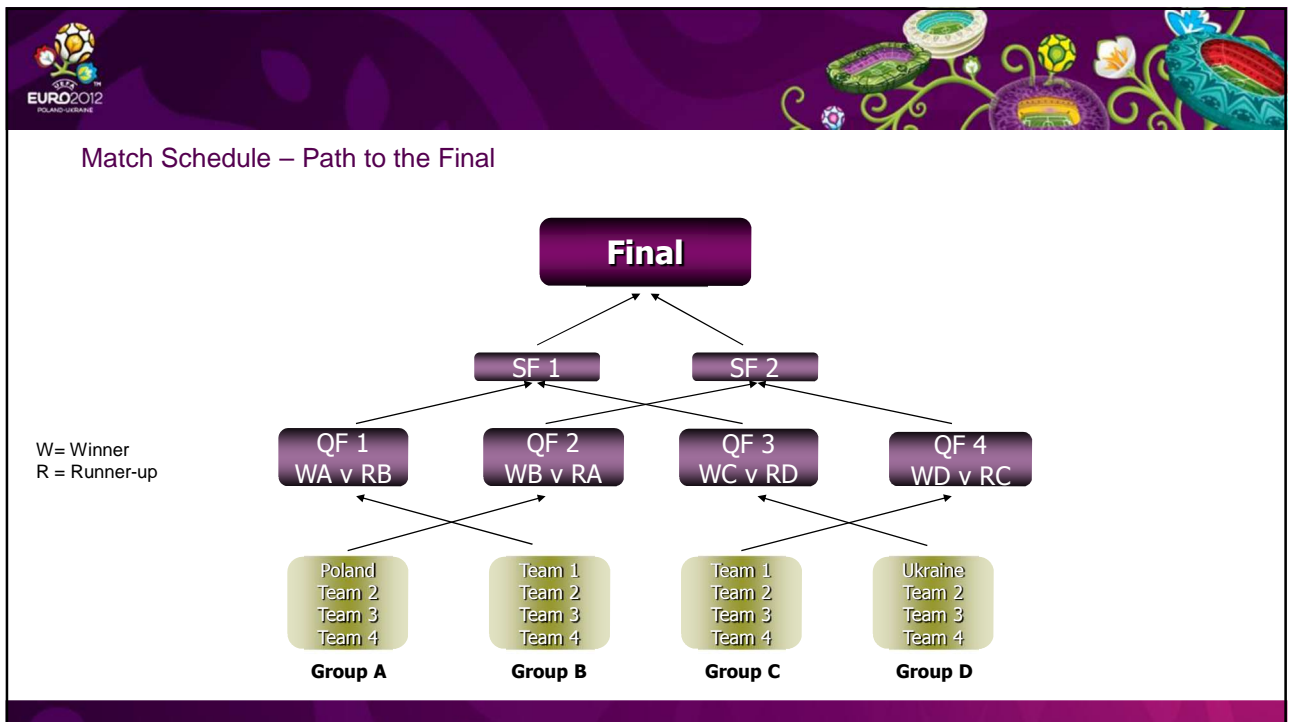 UEFA
TM
EURO2012
POLAND-UKRAINE
Match Schedule – Path to the Final
Final
SF 1
SF 2
W= Winner
R = Runner-up
QF 1
WA v RB
QF 2
WB v RA
QF 3
WC v RD
QF 4
WD v RC
Poland
Team 2
Team 3
Team 4
Group A
Team 1
Team 2
Team 3
Team 4
Group B
Team 1
Team 2
Team 3
Team 4
Group C
Ukraine
Team 2
Team 3
Team 4
Group D